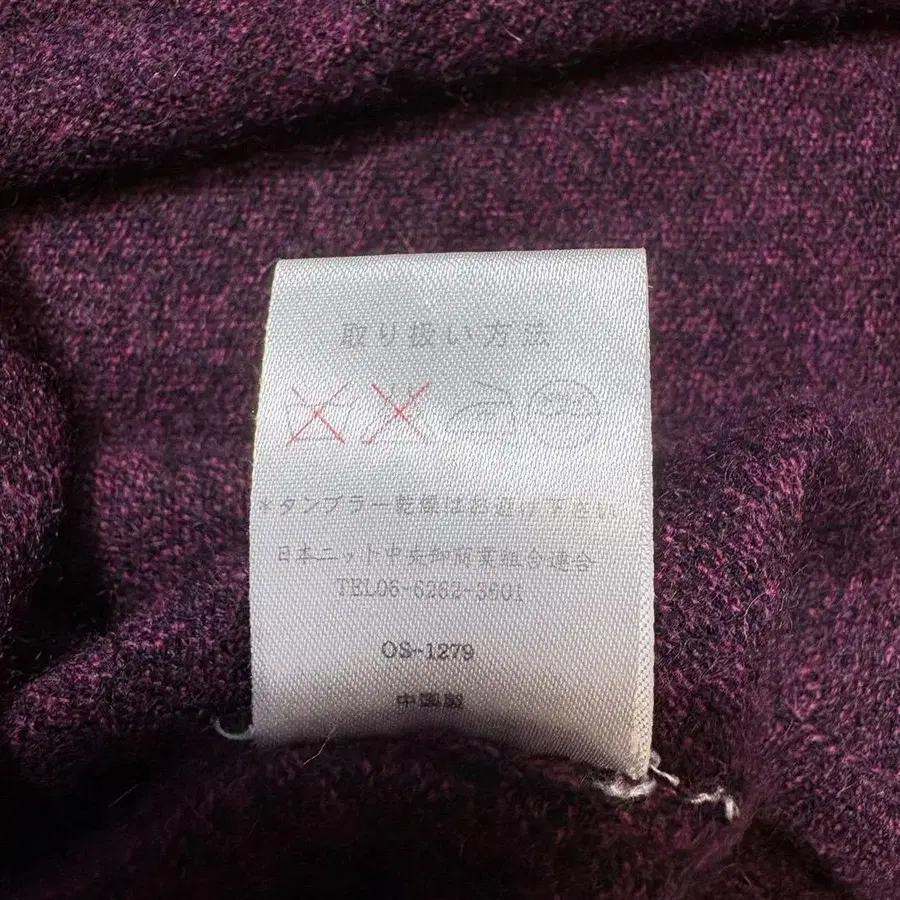 取り扱い方法
*タンブラー乾燥はお避け下さい
日本ニット中央卸商業組合連合
TEL06-6262-3601
OS-1279
中国製